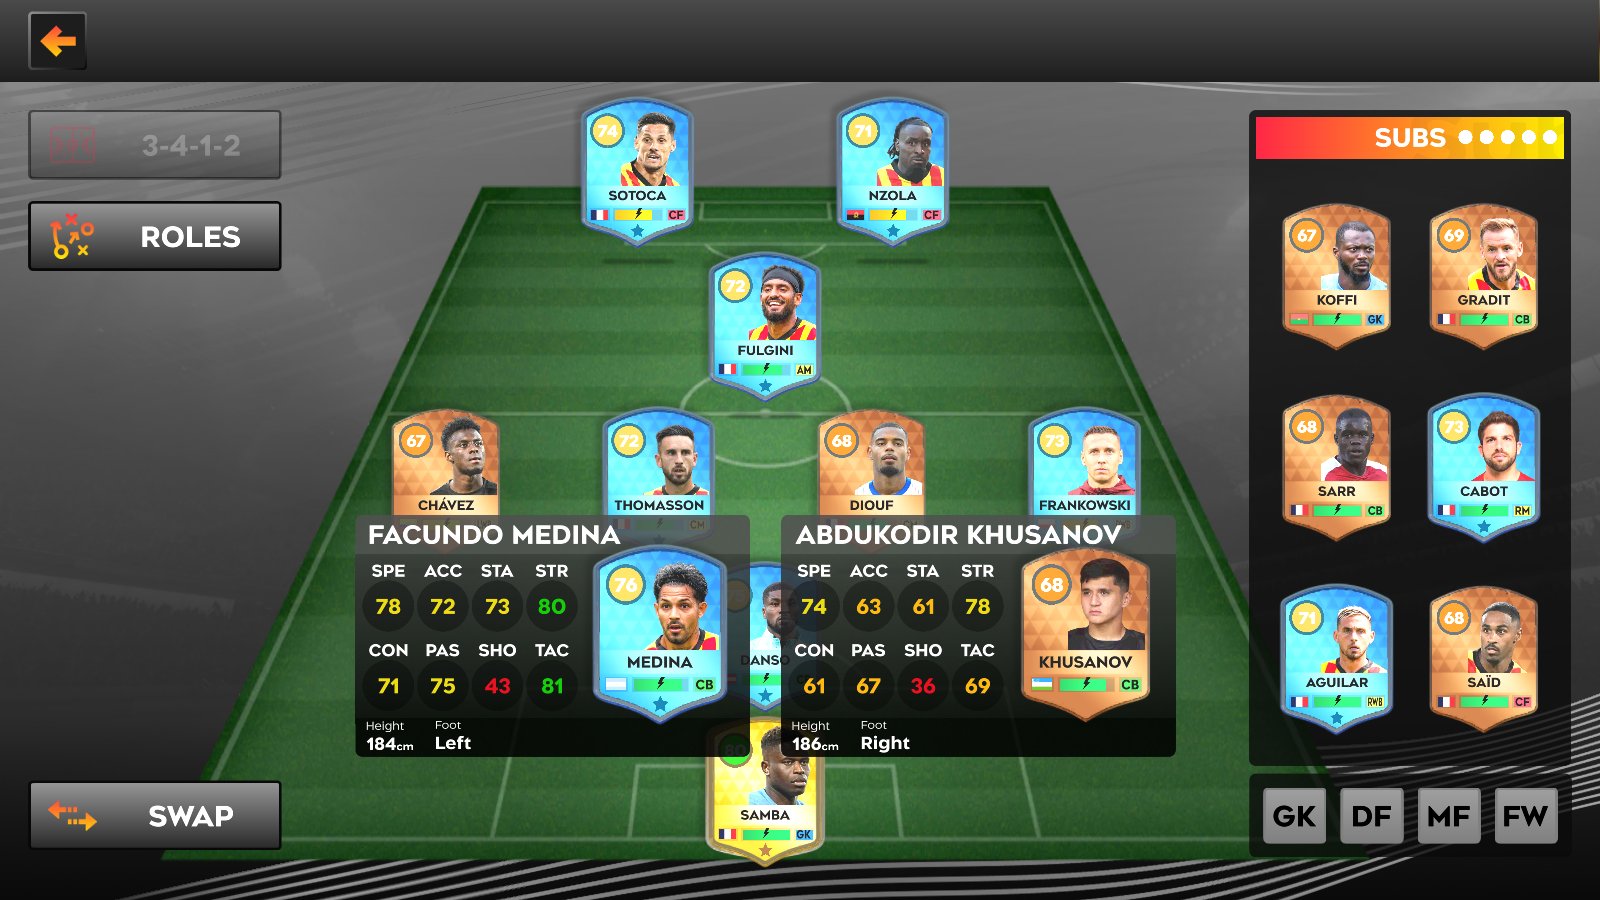 3-4-1-2
ROLES
SWAP
74
SOTOCA
CF
71
NZOLA
CF
72
FULGINI
AM
67
CHÁVEZ
72
THOMASSON
CM
68
DIOUF
CM
73
FRANKOWSKI
RWB
FACUNDO MEDINA
SPE ACC STA STR
78 72 73 80
CON PAS SHO TAC
71 75 43 81
Height Foot
184cm Left
76
MEDINA
CB
DANSO
ABDUKODIR KHUSANOV
SPE ACC STA STR
74 63 61 78
CON PAS SHO TAC
61 67 36 69
Height Foot
186cm Right
68
KHUSANOV
CB
80
SAMBA
GK
SUBS
67
KOFFI
GK
69
GRADIT
CB
68
SARR
CB
73
CABOT
RM
71
AGUILAR
RWB
68
SAÏD
CF
GK DF MF FW